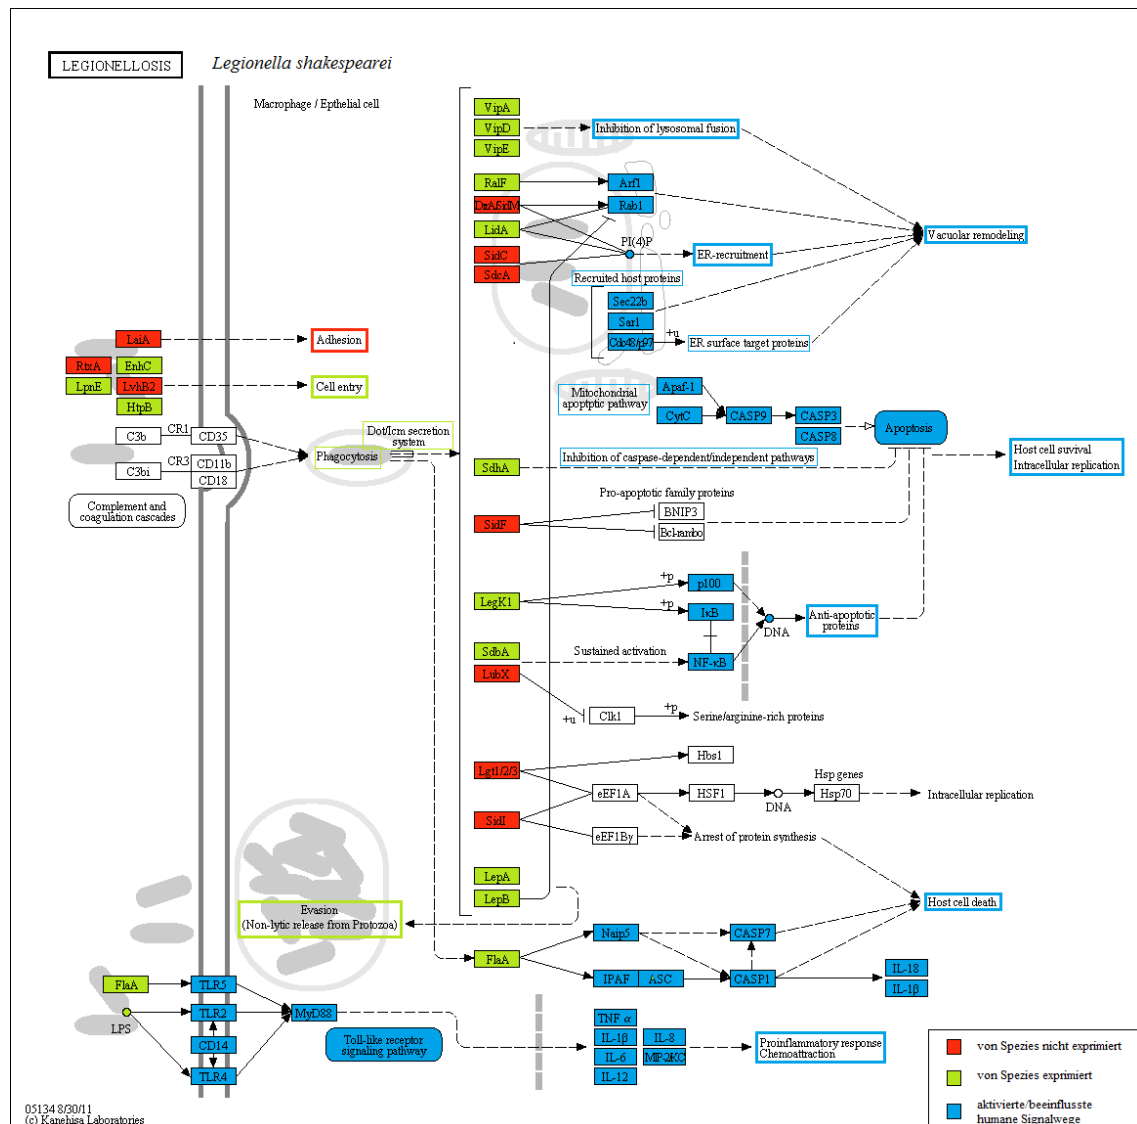 LEGIONELLOSIS
Legionella shakespearei
Macrophage / Epthelial cell
VipA
VipD
VipE
Inhibition of lysosomal fusion
RalF
DrrA/SidM
LidA
SidC
SdcA
Arf1
Rab1
PI(4)P
ER-recruitment
Vacuolar remodeling
Recruited host proteins
Sec22b
Sar1
Cdc48/p97
+u
ER surface target proteins
LaiA
Adhesion
RtxA
EnhC
LpnE
LvhB2
Cell entry
HtpB
C3b
CR1
CD35
C3bi
CR3
CD11b
CD18
Phagocytosis
Dot/Icm secretion
system
Complement and
coagulation cascades
Mitochondrial
apoptptic pathway
Apaf-1
CytC
CASP9
CASP3
CASP8
Apoptosis
SdhA
Inhibition of caspase-dependent/independent pathways
Host cell suvival
Intracellular replication
Pro-apoptotic family proteins
SidF
BNIP3
Bcl-rambo
LegK1
+p
p100
+p
IκB
NF-κB
DNA
Anti-apoptotic
proteins
SdbA
Sustained activation
LubX
+u
Clk1
+p
Serine/arginine-rich proteins
Lgt1/2/3
Hbs1
SidI
eEF1A
HSF1
DNA
Hsp genes
Hsp70
Intracellular replication
eEF1Bγ
Arrest of protein synthesis
LepA
LepB
Evasion
(Non-lytic release from Protozoa)
Host cell death
FlaA
Naip5
CASP7
IPAF
ASC
CASP1
IL-18
IL-1β
FlaA
LPS
TLR5
TLR2
CD14
TLR4
MyD88
Toll-like receptor
signaling pathway
TNF α
IL-1β
IL-8
IL-6
MIP-2KC
IL-12
Proinflammatory response
Chemoattraction
von Spezies nicht exprimiert
von Spezies exprimiert
aktivierte/beeinflusste
humane Signalwege
05134 8/30/11
(c) Kanehisa Laboratories